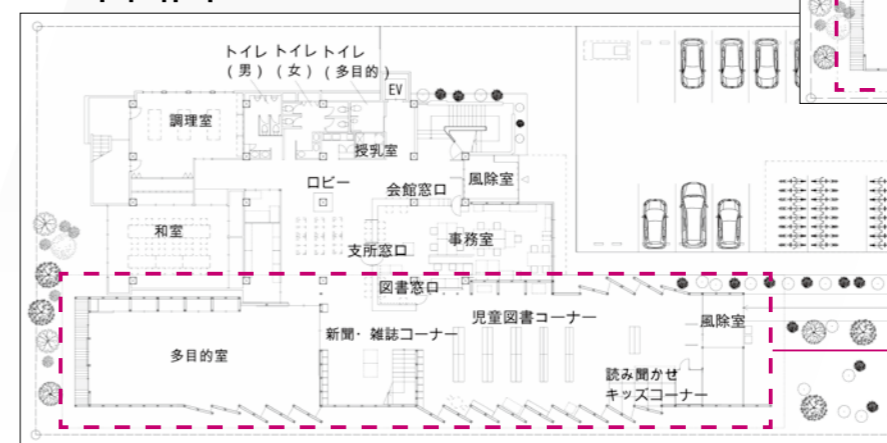 トイレ トイレ トイレ
(男) (女) (多目的)
EV
調理室
授乳室
ロビー
会館窓口
風除室
和室
支所窓口
事務室
図書窓口
児童図書コーナー
風除室
新聞・雑誌コーナー
多目的室
読み聞かせ
キッズコーナー